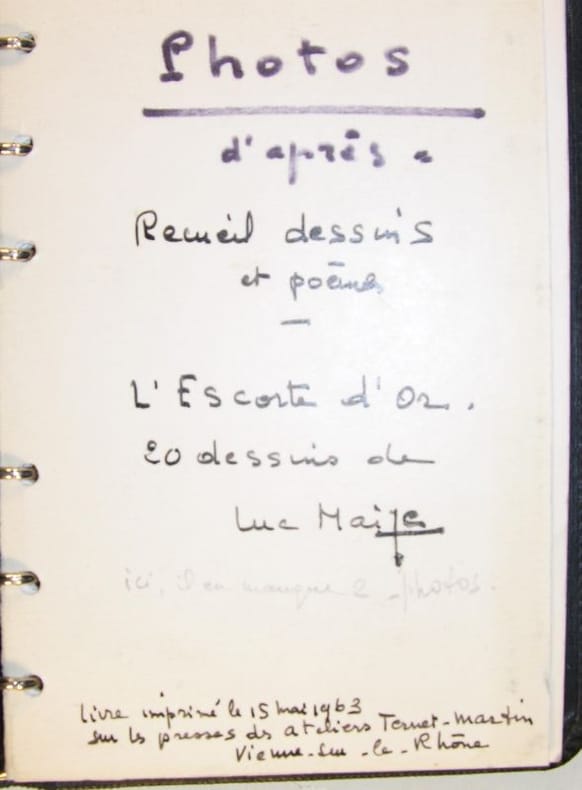 Photos
d'après =
Recueil dessins
et poèmes
L'Escorte d'Or.
20 dessins de
Luc
ici, il en manque 2 photos.
livre imprimé le 15 mai 1963
sur les presses des ateliers Ternet-Martin
Vienne-sur-le-Rhône